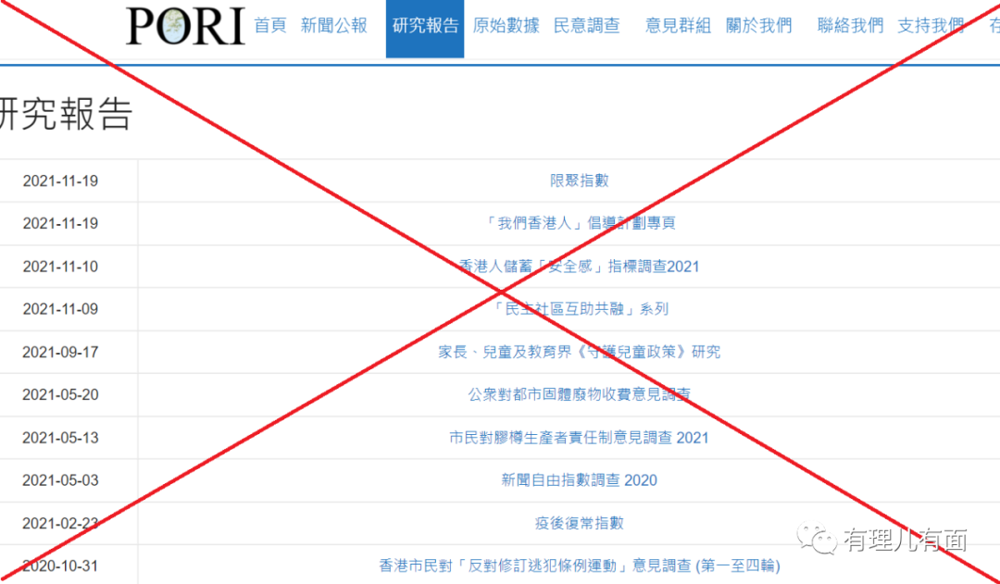 PORI 首頁 新聞公報 研究報告 原始數據 民意調查 意見群組 關於我們 聯絡我們 支持我們
研究報告
2021-11-19 限聚指數
2021-11-19 「我們香港人」倡導計劃專頁
2021-11-10 香港人儲蓄「安全感」指標調查2021
2021-11-09 「民主社區互助共融」系列
2021-09-17 家長、兒童及教育界《守護兒童政策》研究
2021-05-20 公眾對都市固體廢物收費意見調查
2021-05-13 市民對膠樽生產者責任制意見調查 2021
2021-05-03 新聞自由指數調查 2020
2021-02-23 疫後復常指數
2020-10-31 香港市民對「反對修訂逃犯條例運動」意見調查 (第一至四輪)
有理儿有面